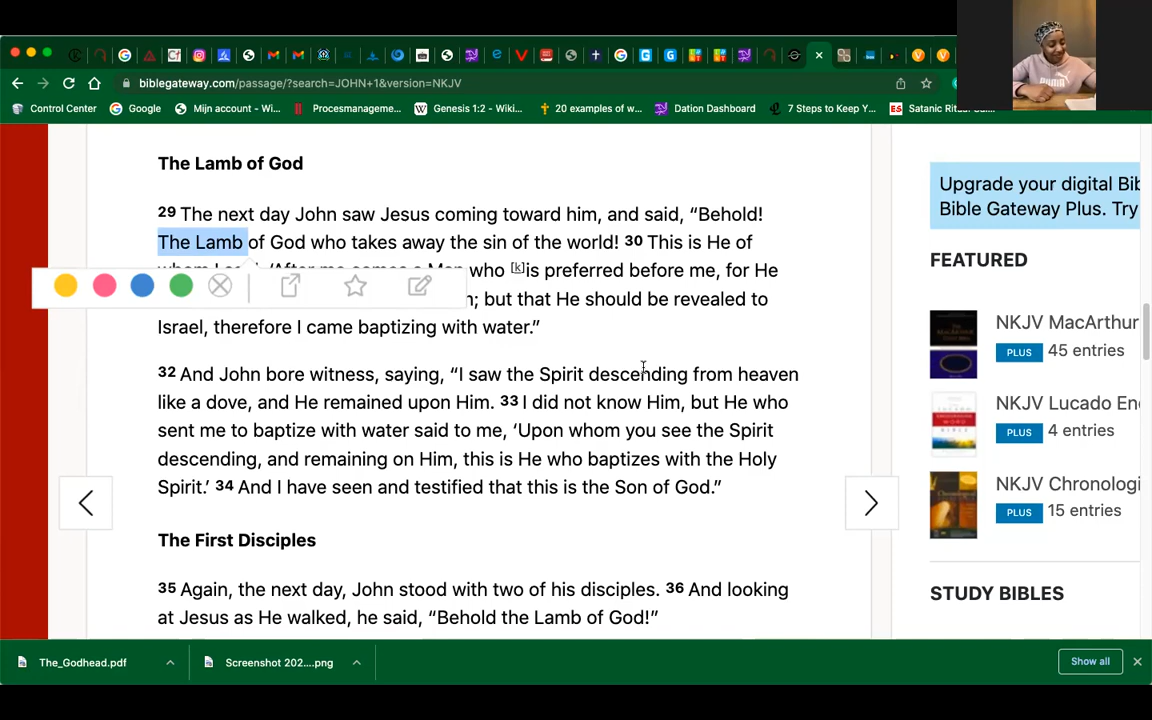 biblegateway.com/passage/?search=JOHN+1&version=NKJV
Control Center
Google
Mijn account - Wi...
Procesmanageme...
Genesis 1:2 - Wiki...
20 examples of w...
Dation Dashboard
7 Steps to Keep Y...
Satanic
PUMA
The Lamb of God
29 The next day John saw Jesus coming toward him, and said, “Behold!
The Lamb of God who takes away the sin of the world! 30 This is He of
who [k]is preferred before me, for He
; but that He should be revealed to
Israel, therefore I came baptizing with water.”
32 And John bore witness, saying, “I saw the Spirit descending from heaven
like a dove, and He remained upon Him. 33 I did not know Him, but He who
sent me to baptize with water said to me, ‘Upon whom you see the Spirit
descending, and remaining on Him, this is He who baptizes with the Holy
Spirit.’ 34 And I have seen and testified that this is the Son of God.”
The First Disciples
35 Again, the next day, John stood with two of his disciples. 36 And looking
at Jesus as He walked, he said, “Behold the Lamb of God!”
Upgrade your digital Bib
Bible Gateway Plus. Try
FEATURED
NKJV MacArthur
PLUS 45 entries
NKJV Lucado En
PLUS 4 entries
NKJV Chronologi
PLUS 15 entries
STUDY BIBLES
The_Godhead.pdf
Screenshot 202....png
Show all